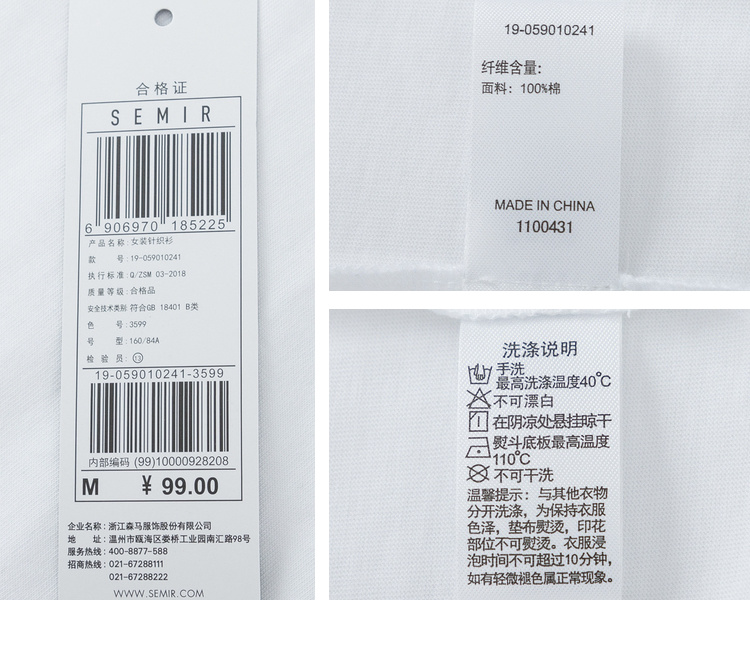 合格证
SEMIR
6 906970 185225
产品名称:女装针织衫
款 号:19-059010241
执行标准:Q/ZSM 03-2018
质量等级:合格品
安全技术类别:符合GB 18401 B类
色 号:3599
号 型:160/84A
检验员:⑬
19-059010241-3599
内部编码 (99)10000928208
M ¥ 99.00
企业名称:浙江森马服饰股份有限公司
地 址:温州市瓯海区娄桥工业园南汇路98号
服务热线:400-8877-588
招商热线:021-67288111
021-67288222
WWW.SEMIR.COM
19-059010241
纤维含量:
面料:100%棉
MADE IN CHINA
1100431
洗涤说明
手洗
最高洗涤温度40℃
不可漂白
在阴凉处悬挂晾干
熨斗底板最高温度
110℃
不可干洗
温馨提示:与其他衣物
分开洗涤,为保持衣服
色泽,垫布熨烫,印花
部位不可熨烫。衣服浸
泡时间不可超过10分钟,
如有轻微褪色属正常现象。